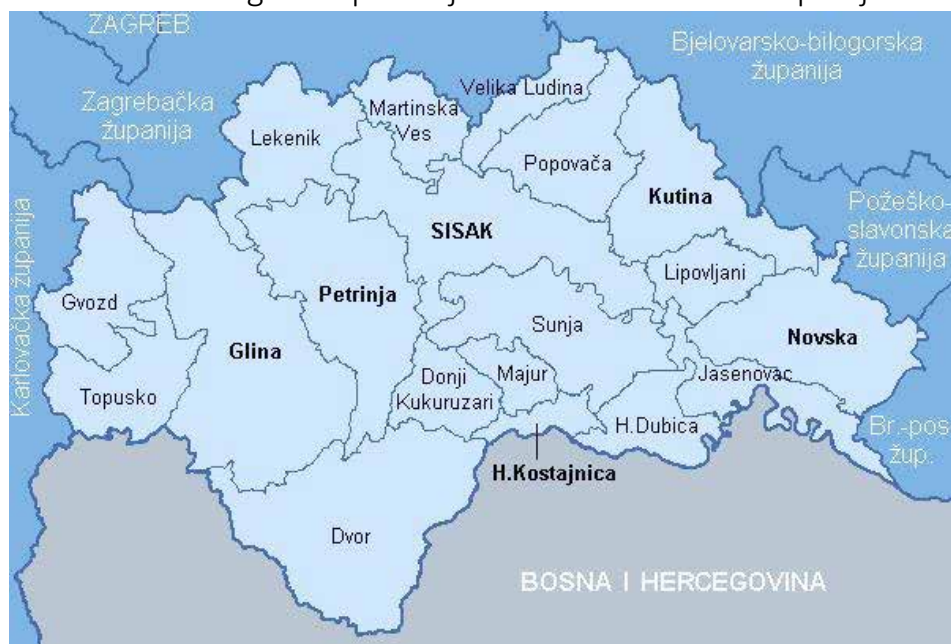 ZAGREB
Bjelovarsko-bilogorska
županija
Velika Ludina
Zagrebačka
županija
Martinska
Ves
Lekenik
Popovača
Kutina
Požeško-
slavonska
županija
SISAK
Karlovačka županija
Lipovljani
Petrinja
Gvozd
Sunja
Novska
Glina
Donji
Kukuruzari
Majur
Jasenovac
Topusko
H.Dubica
Br.-pos
žup.
H.Kostajnica
Dvor
BOSNA I HERCEGOVINA